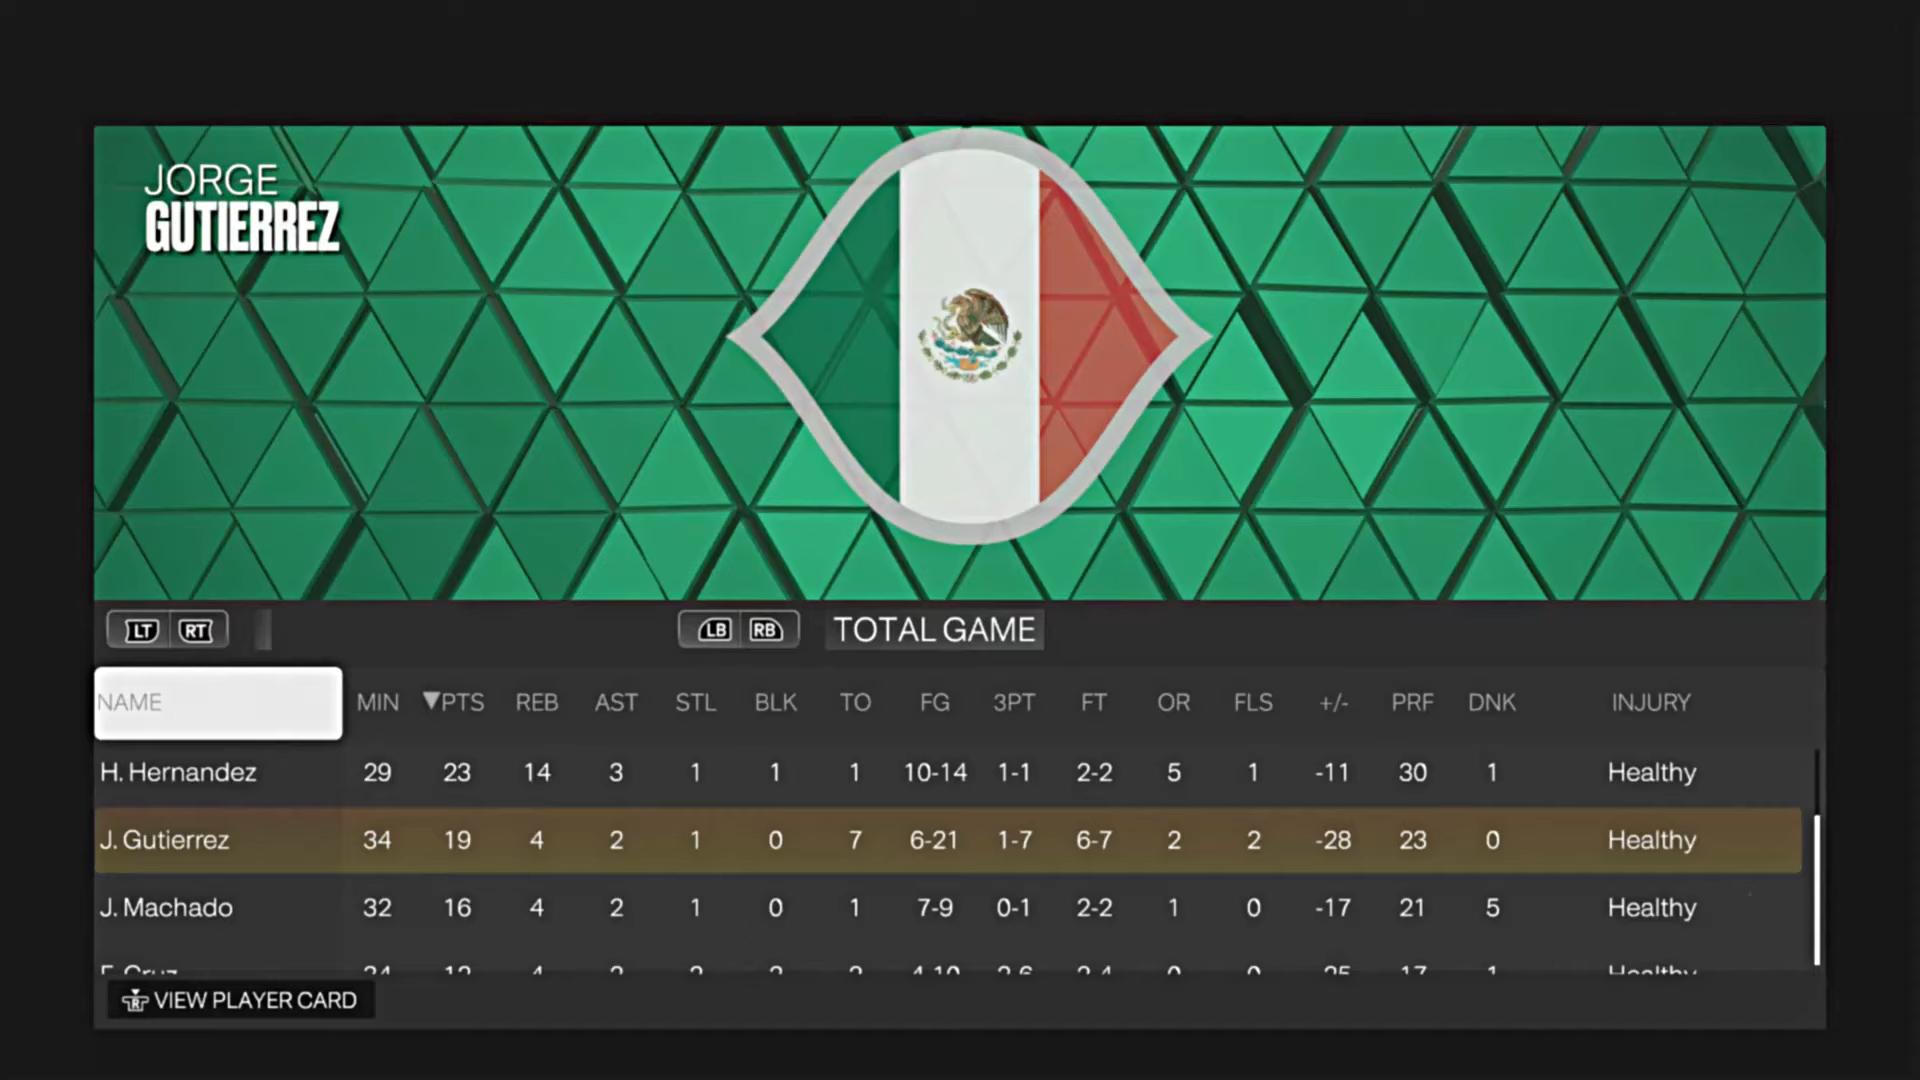 JORGE
GUTIERREZ
LT RT LB RB TOTAL GAME
NAME MIN ▼PTS REB AST STL BLK TO FG 3PT FT OR FLS +/- PRF DNK INJURY
H. Hernandez 29 23 14 3 1 1 1 10-14 1-1 2-2 5 1 -11 30 1 Healthy
J. Gutierrez 34 19 4 2 1 0 7 6-21 1-7 6-7 2 2 -28 23 0 Healthy
J. Machado 32 16 4 2 1 0 1 7-9 0-1 2-2 1 0 -17 21 5 Healthy
Cruz Healthy
R VIEW PLAYER CARD